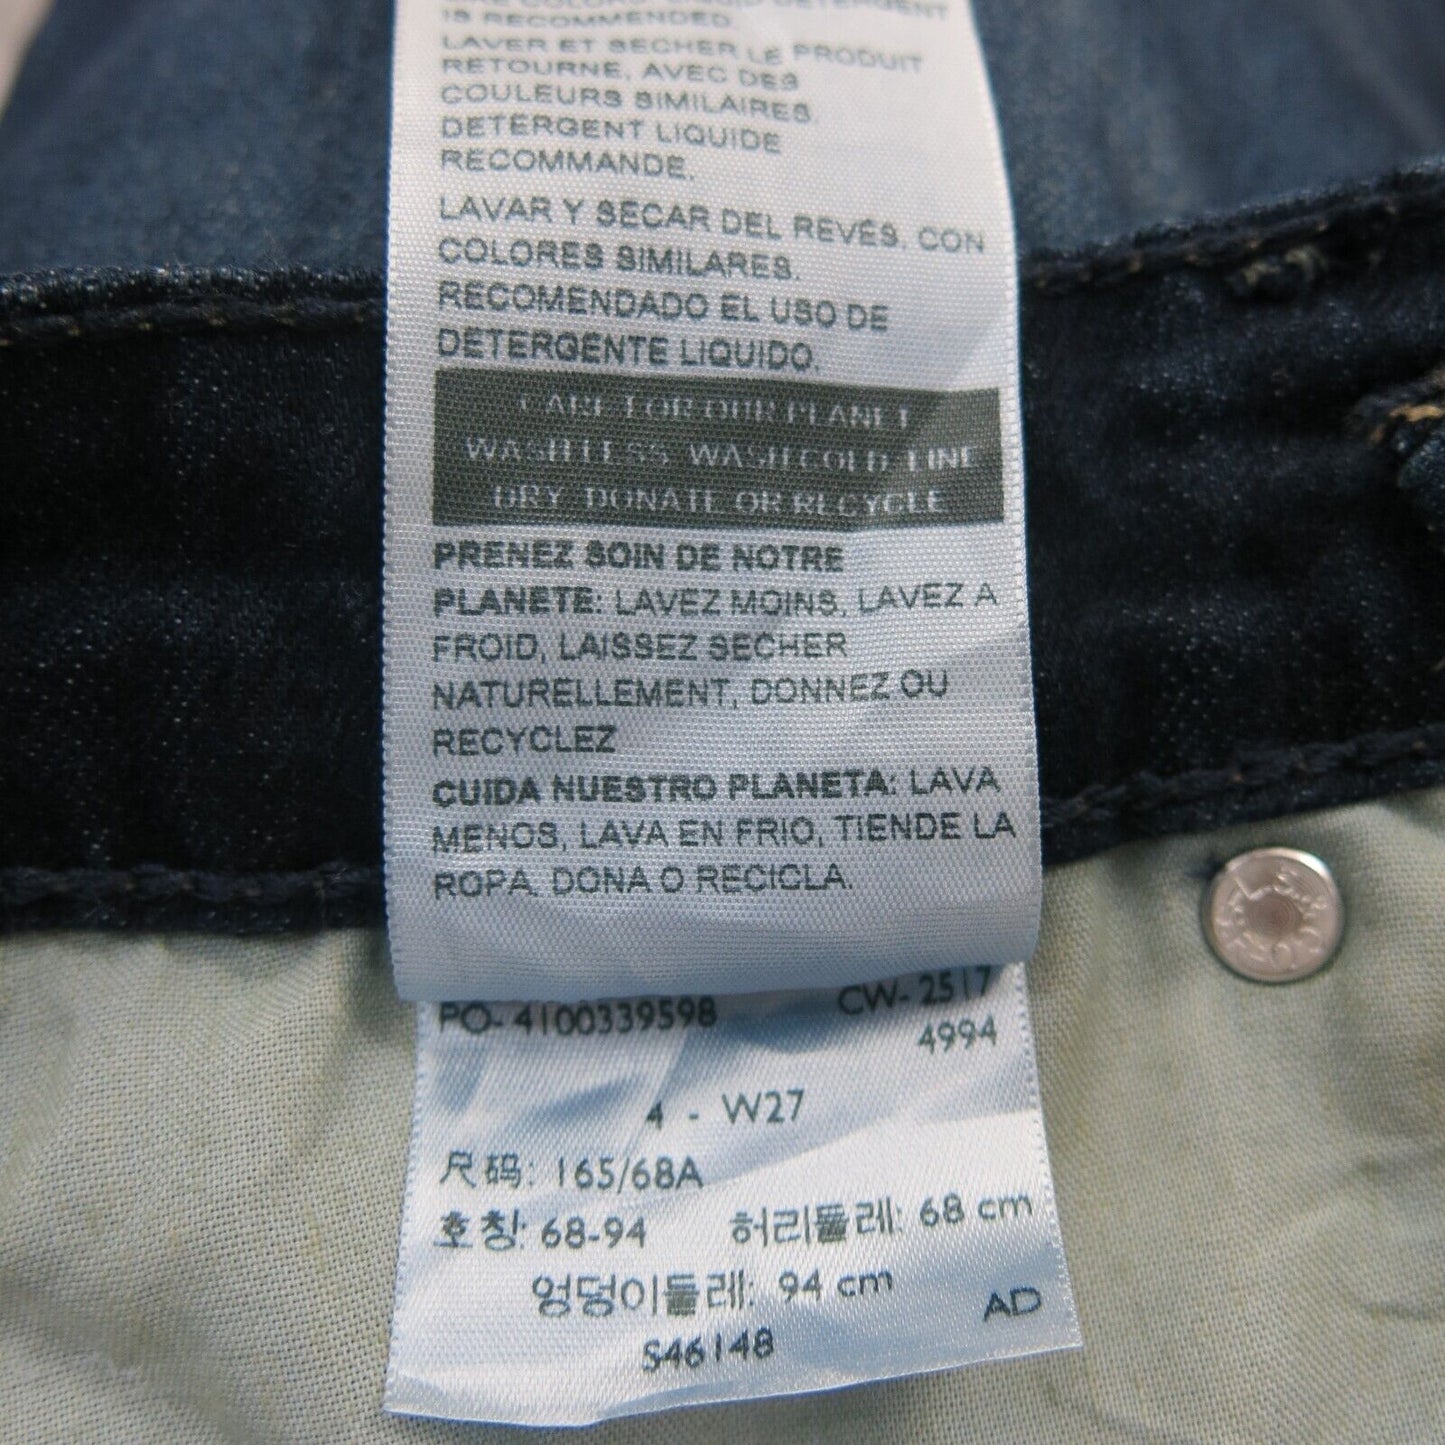 LIKE COLORS. LIQUID DETERGENT
IS RECOMMENDED.
LAVER ET SECHER LE PRODUIT
RETOURNE, AVEC DES
COULEURS SIMILAIRES.
DETERGENT LIQUIDE
RECOMMANDE.
LAVAR Y SECAR DEL REVÉS. CON
COLORES SIMILARES.
RECOMENDADO EL USO DE
DETERGENTE LIQUIDO.
CARE FOR OUR PLANET
WASH LESS WASH COLD LINE
DRY DONATE OR RECYCLE
PRENEZ SOIN DE NOTRE
PLANETE: LAVEZ MOINS, LAVEZ A
FROID, LAISSEZ SECHER
NATURELLEMENT, DONNEZ OU
RECYCLEZ
CUIDA NUESTRO PLANETA: LAVA
MENOS, LAVA EN FRIO, TIENDE LA
ROPA, DONA O RECICLA.
PO-4100339598 CW-2517
4994
4 - W27
尺码: 165/68A
호칭: 68-94 허리둘레: 68 cm
엉덩이둘레: 94 cm
AD
S46148